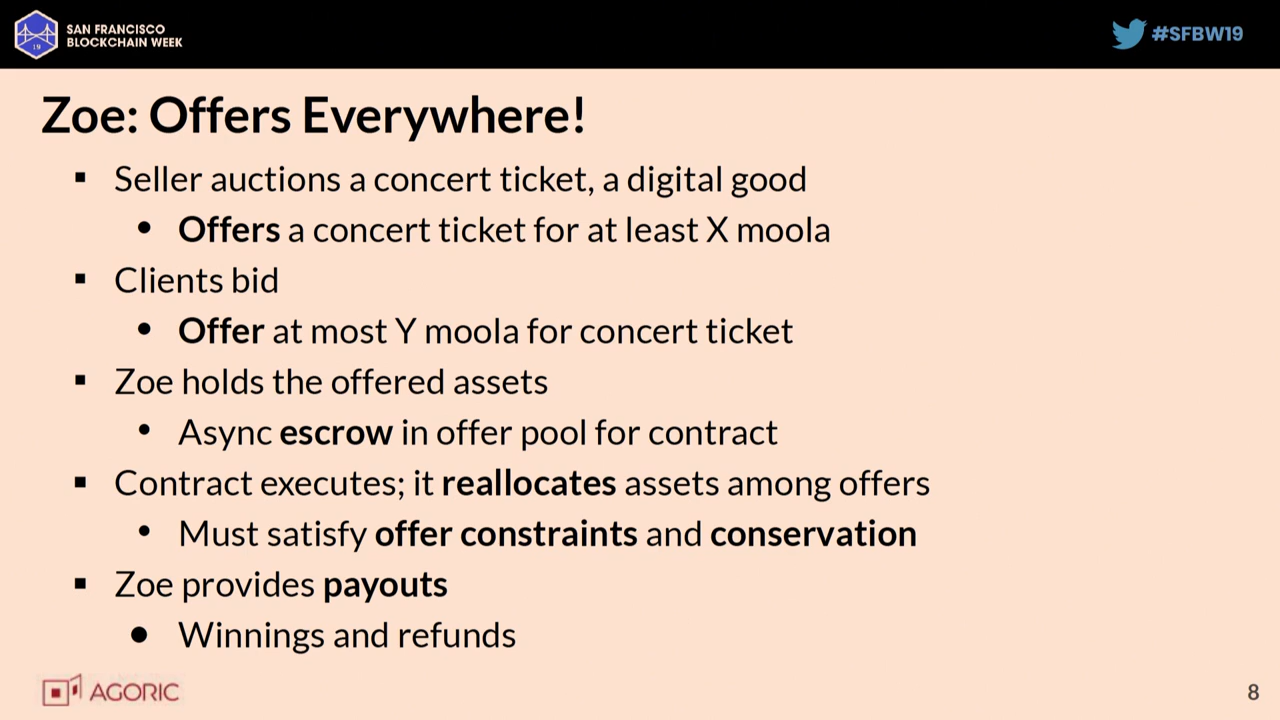 SAN FRANCISCO
BLOCKCHAIN WEEK
19
#SFBW19
Zoe: Offers Everywhere!
▪ Seller auctions a concert ticket, a digital good
• Offers a concert ticket for at least X moola
▪ Clients bid
• Offer at most Y moola for concert ticket
▪ Zoe holds the offered assets
• Async escrow in offer pool for contract
▪ Contract executes; it reallocates assets among offers
• Must satisfy offer constraints and conservation
▪ Zoe provides payouts
• Winnings and refunds
AGORIC
8